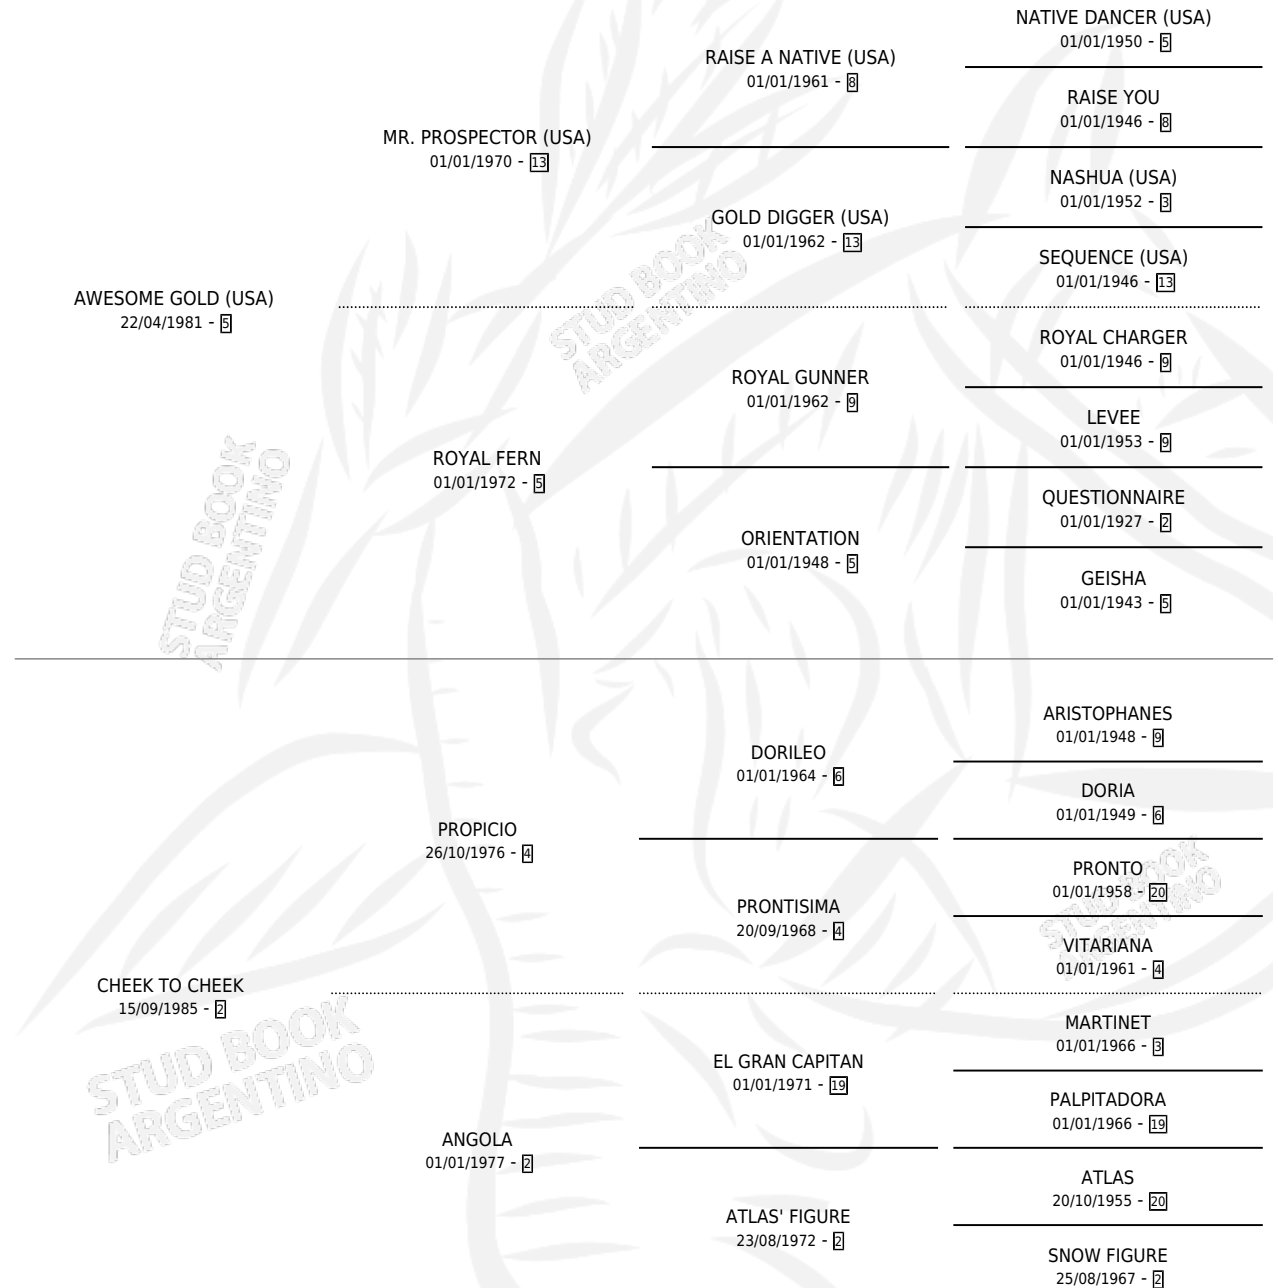 NATIVE DANCER (USA)
01/01/1950 - 5
RAISE A NATIVE (USA)
01/01/1961 - 8
RAISE YOU
01/01/1946 - 8
MR. PROSPECTOR (USA)
01/01/1970 - 13
NASHUA (USA)
01/01/1952 - 3
GOLD DIGGER (USA)
01/01/1962 - 13
SEQUENCE (USA)
01/01/1946 - 13
AWESOME GOLD (USA)
22/04/1981 - 5
ROYAL CHARGER
01/01/1946 - 9
ROYAL GUNNER
01/01/1962 - 9
LEVEE
01/01/1953 - 9
ROYAL FERN
01/01/1972 - 5
QUESTIONNAIRE
01/01/1927 - 2
ORIENTATION
01/01/1948 - 5
GEISHA
01/01/1943 - 5
ARISTOPHANES
01/01/1948 - 9
DORILEO
01/01/1964 - 6
DORIA
01/01/1949 - 6
PROPICIO
26/10/1976 - 4
PRONTO
01/01/1958 - 20
PRONTISIMA
20/09/1968 - 4
VITARIANA
01/01/1961 - 4
CHEEK TO CHEEK
15/09/1985 - 2
MARTINET
01/01/1966 - 3
EL GRAN CAPITAN
01/01/1971 - 19
PALPITADORA
01/01/1966 - 19
ANGOLA
01/01/1977 - 2
ATLAS
20/10/1955 - 20
ATLAS' FIGURE
23/08/1972 - 2
SNOW FIGURE
25/08/1967 - 2
STUD BOOK
ARGENTINO
STUD BOOK
ARGENTINO
STUD BOOK
ARGENTINO
STUD BOOK
ARGENTINO